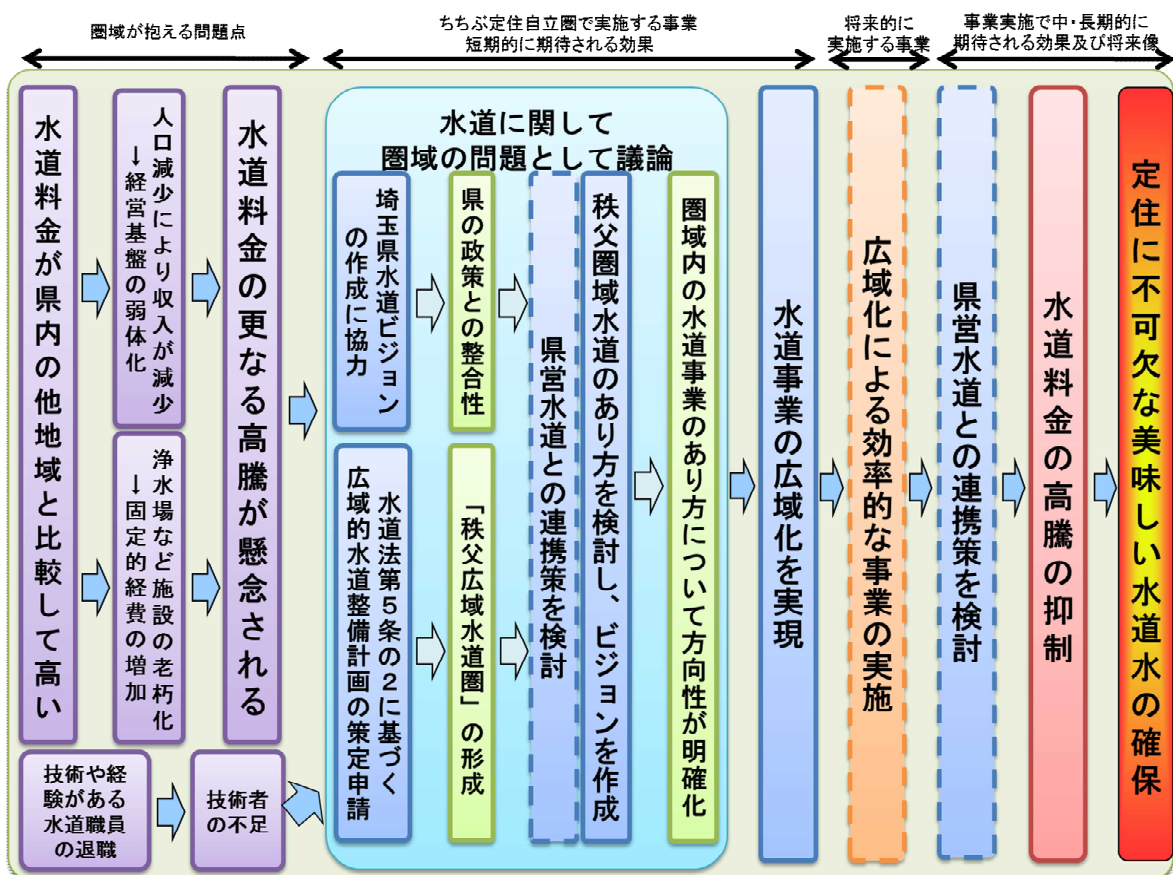 圏域が抱える問題点
ちちぶ定住自立圏で実施する事業
短期的に期待される効果
将来的に
実施する事業
事業実施で中・長期的に
期待される効果及び将来像
水道料金が県内の他地域と比較して高い
人口減少により収入が減少
→経営基盤の弱体化
浄水場など施設の老朽化
→固定的経費の増加
水道料金の更なる高騰が懸念される
技術や経
験がある
水道職員
の退職
技術者
の不足
水道に関して
圏域の問題として議論
埼玉県水道ビジョン
の作成に協力
県の政策との整合性
水道法第5条の2に基づく
広域的水道整備計画の策定申請
「秩父広域水道圏」の形成
県営水道との連携策を検討
秩父圏域水道のあり方を検討し、ビジョンを作成
圏域内の水道事業のあり方について方向性が明確化
水道事業の広域化を実現
広域化による効率的な事業の実施
県営水道との連携策を検討
水道料金の高騰の抑制
定住に不可欠な美味しい水道水の確保